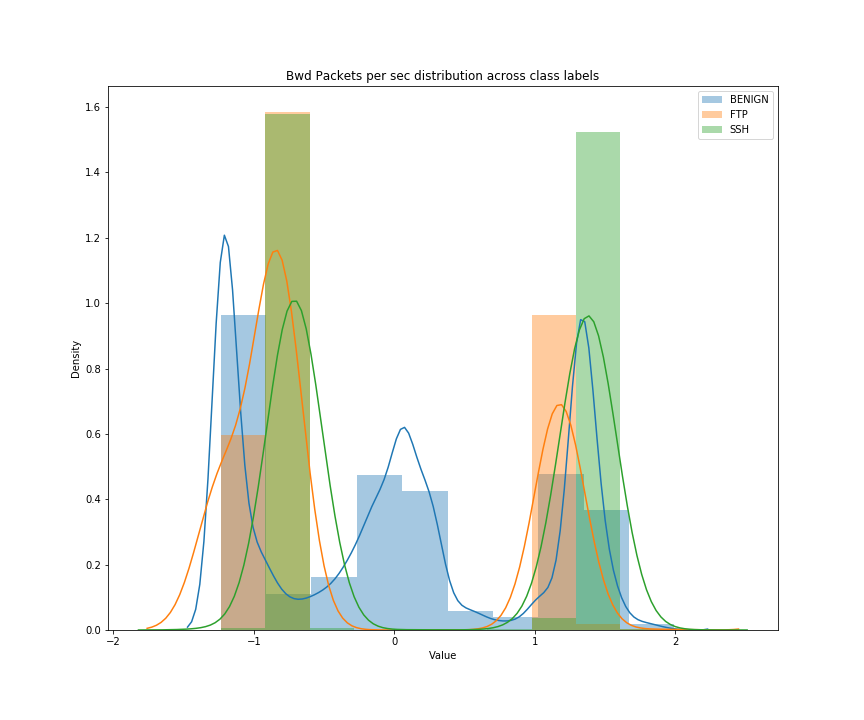 Bwd Packets per sec distribution across class labels
BENIGN
FTP
SSH
1.6
1.4
1.2
1.0
0.8
0.6
0.4
0.2
0.0
Density
−2
−1
0
1
2
Value